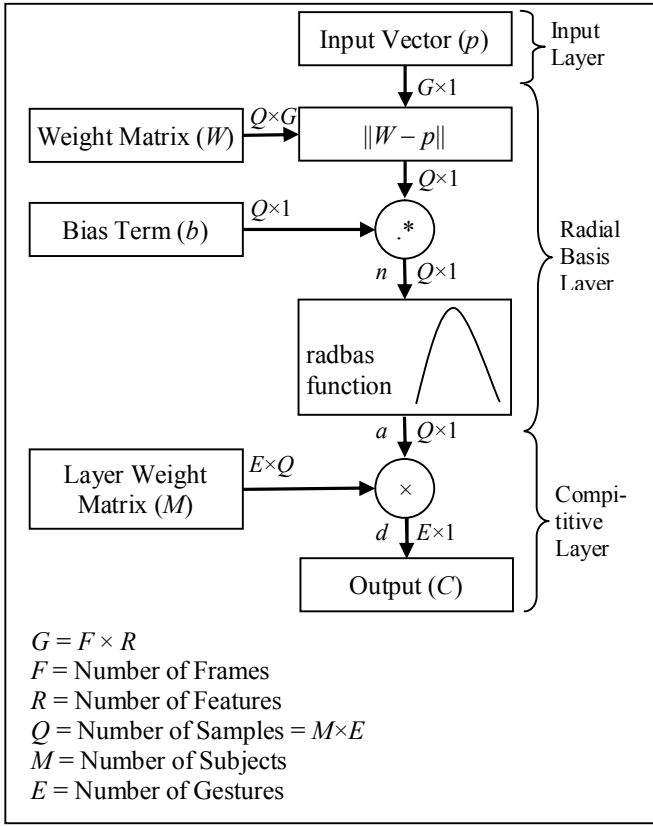 Input Vector (p)
Input
Layer
G×1
Weight Matrix (W)
Q×G
||W – p||
Q×1
Bias Term (b)
Q×1
.*
n
Q×1
Radial
Basis
Layer
radbas
function
a
Q×1
Layer Weight
Matrix (M)
E×Q
×
d
E×1
Compi-
titive
Layer
Output (C)
G = F × R
F = Number of Frames
R = Number of Features
Q = Number of Samples = M×E
M = Number of Subjects
E = Number of Gestures